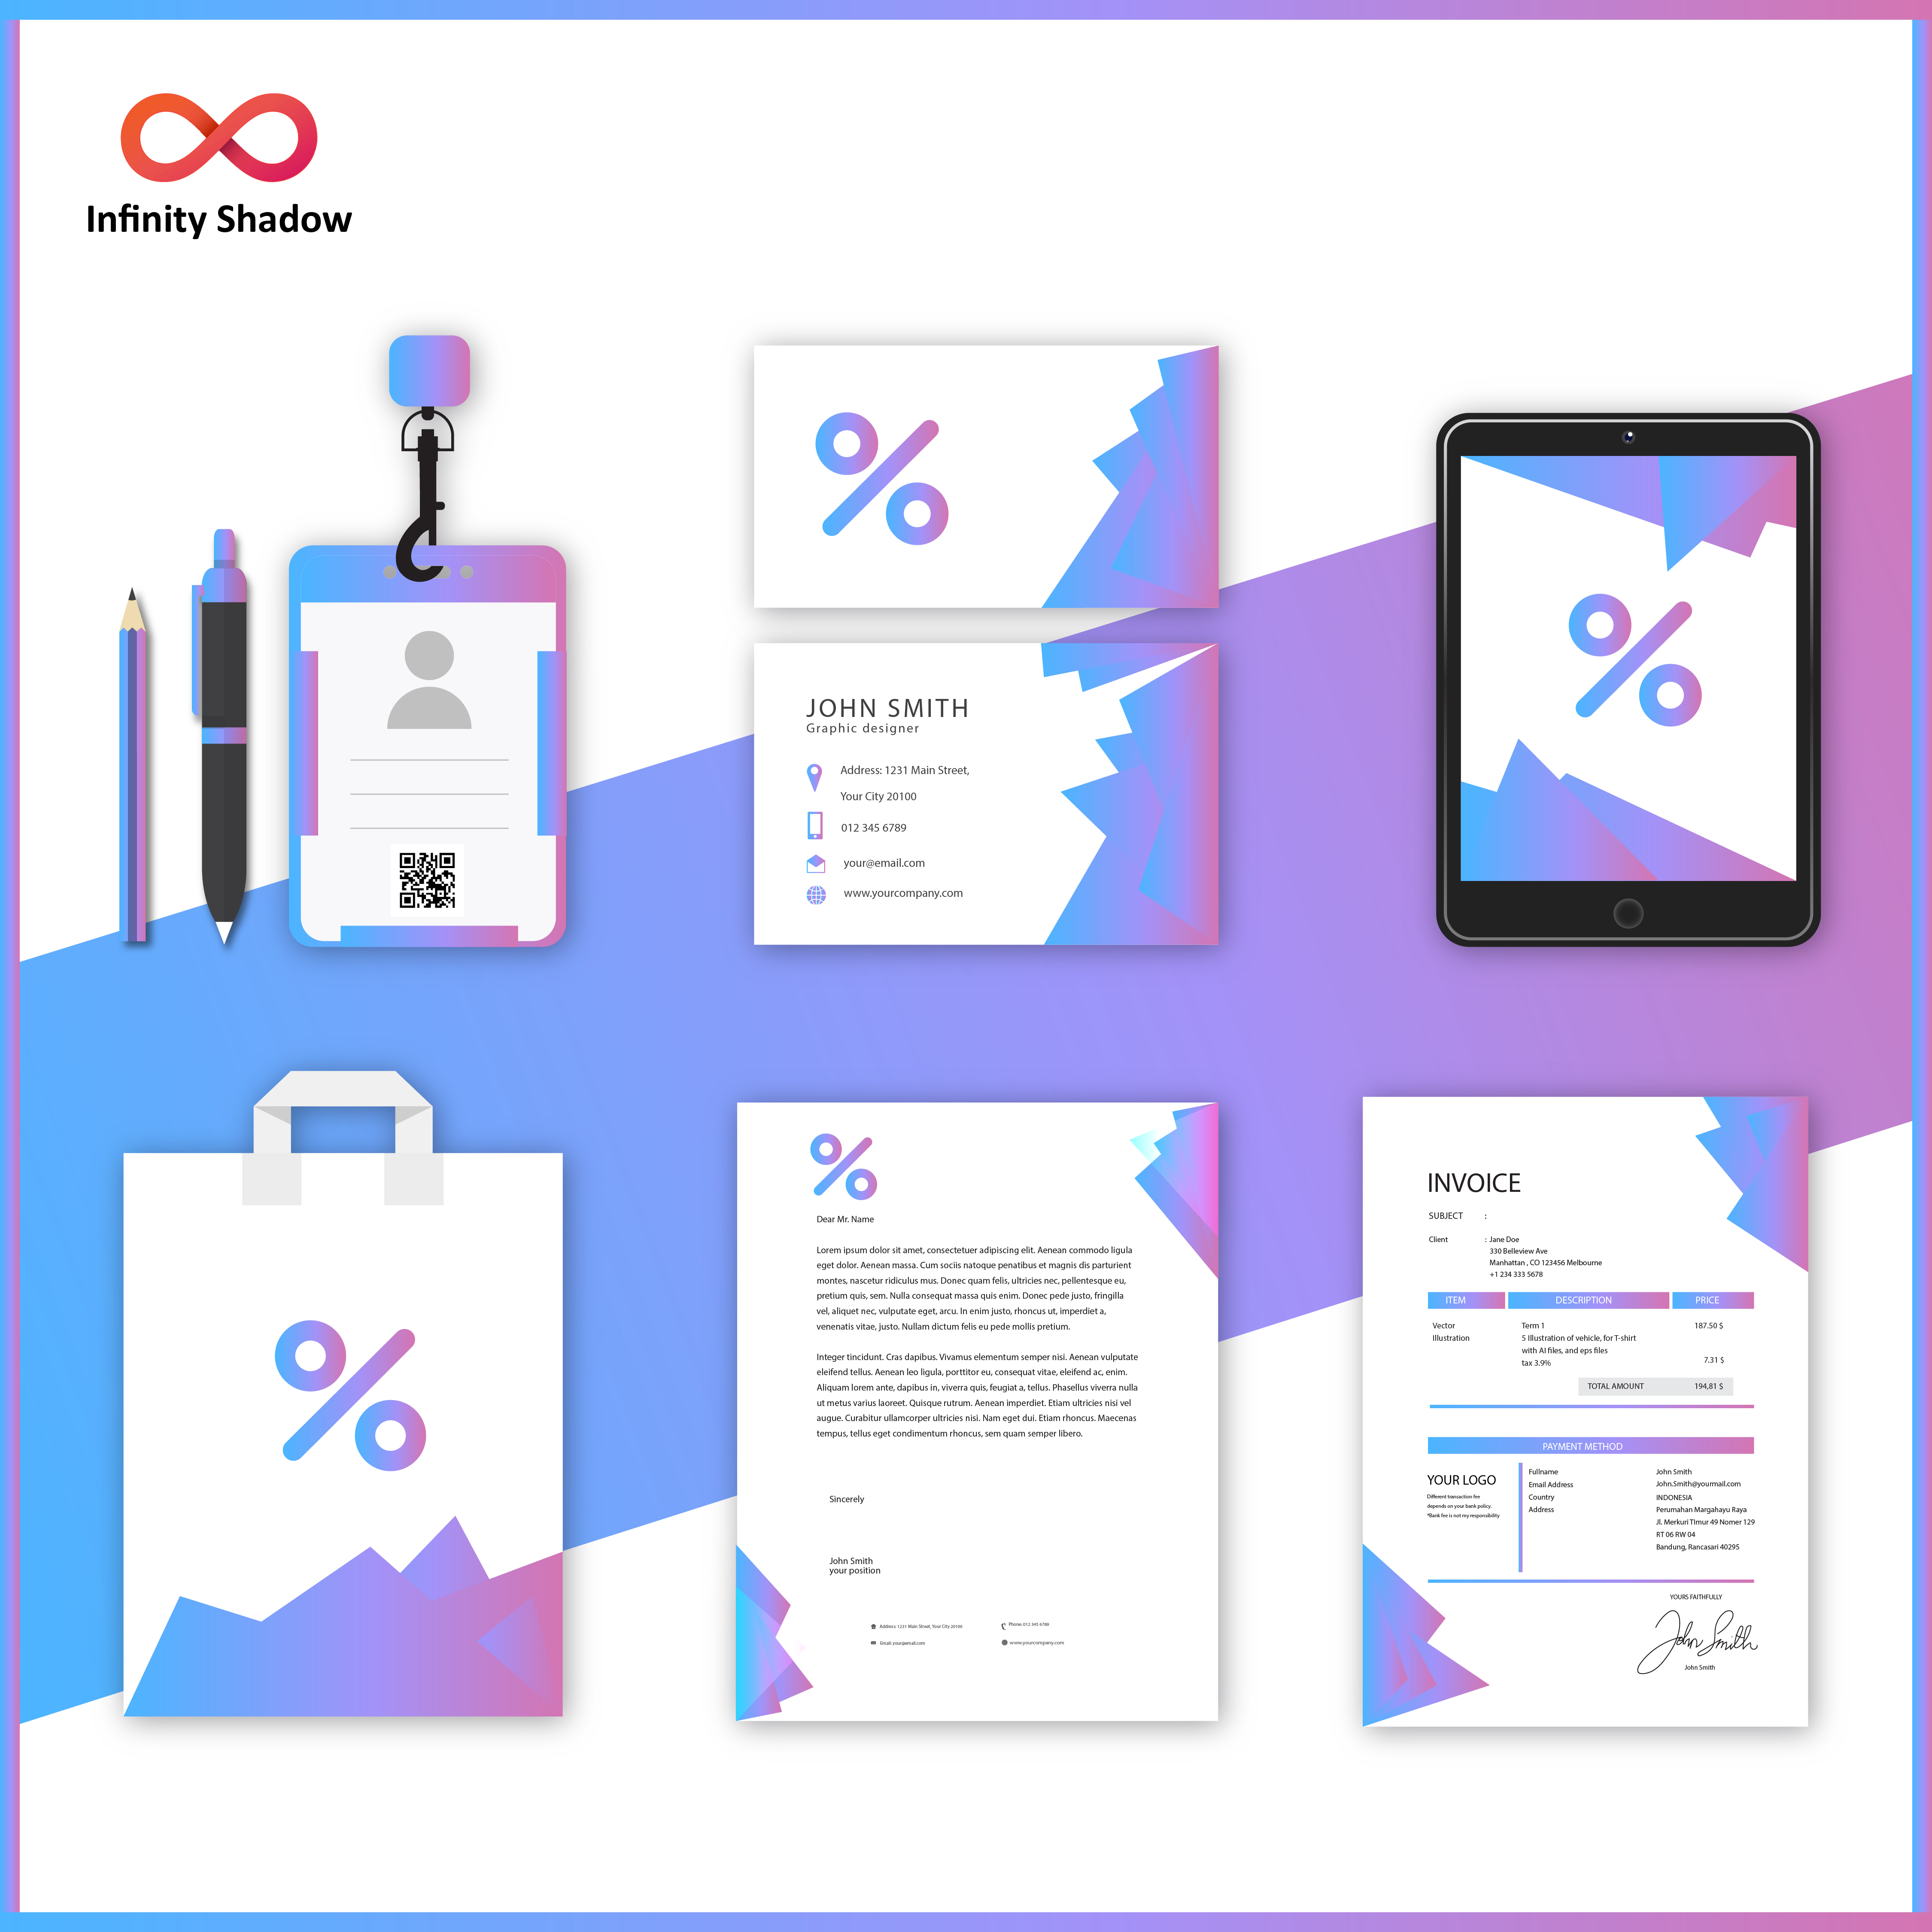 Infinity Shadow
JOHN SMITH
Graphic designer
Address: 1231 Main Street,
Your City 20100
012 345 6789
your@email.com
www.yourcompany.com
Dear Mr. Name
Lorem ipsum dolor sit amet, consectetuer adipiscing elit. Aenean commodo ligula
eget dolor. Aenean massa. Cum sociis natoque penatibus et magnis dis parturient
montes, nascetur ridiculus mus. Donec quam felis, ultricies nec, pellentesque eu,
pretium quis, sem. Nulla consequat massa quis enim. Donec pede justo, fringilla
vel, aliquet nec, vulputate eget, arcu. In enim justo, rhoncus ut, imperdiet a,
venenatis vitae, justo. Nullam dictum felis eu pede mollis pretium.
Integer tincidunt. Cras dapibus. Vivamus elementum semper nisi. Aenean vulputate
eleifend tellus. Aenean leo ligula, porttitor eu, consequat vitae, eleifend ac, enim.
Aliquam lorem ante, dapibus in, viverra quis, feugiat a, tellus. Phasellus viverra nulla
ut metus varius laoreet. Quisque rutrum. Aenean imperdiet. Etiam ultricies nisi vel
augue. Curabitur ullamcorper ultricies nisi. Nam eget dui. Etiam rhoncus. Maecenas
tempus, tellus eget condimentum rhoncus, sem quam semper libero.
Sincerely
John Smith
your position
Address: 1231 Main Street, Your City 20100
Phone: 012 345 6789
Email: your@email.com
www.yourcompany.com
INVOICE
SUBJECT :
Client : Jane Doe
330 Belleview Ave
Manhattan , CO 123456 Melbourne
+1 234 333 5678
ITEM DESCRIPTION PRICE
Vector Term 1 187.50 $
Illustration 5 Illustration of vehicle, for T-shirt
with AI files, and eps files
tax 3.9% 7.31 $
TOTAL AMOUNT 194,81 $
PAYMENT METHOD
YOUR LOGO
Different transaction fee
depends on your bank policy.
*Bank fee is not my responsibility
Fullname John Smith
Email Address John.Smith@yourmail.com
Country INDONESIA
Address Perumahan Margahayu Raya
Jl. Merkuri TImur 49 Nomer 129
RT 06 RW 04
Bandung, Rancasari 40295
YOURS FAITHFULLY
John Smith
John Smith